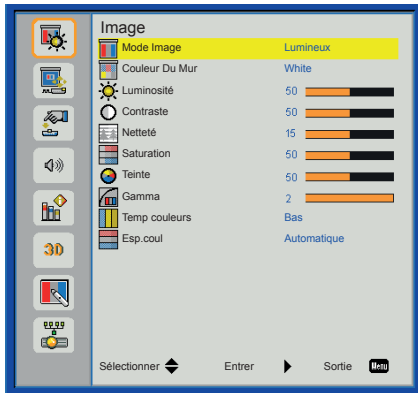 Image
Mode Image Lumineux
Couleur Du Mur White
Luminosité 50
Contraste 50
Netteté 15
Saturation 50
Teinte 50
Gamma 2
Temp couleurs Bas
Esp.coul Automatique
3D
Sélectionner Entrer Sortie Menu